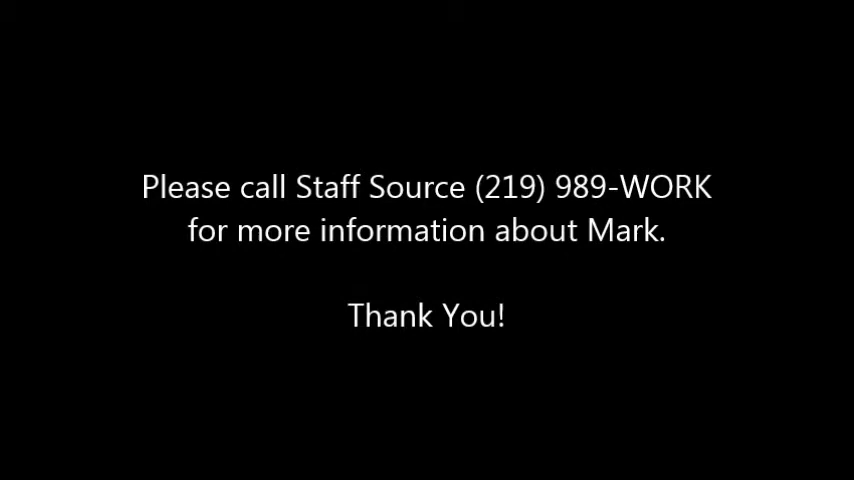 Please call Staff Source (219) 989-WORK
for more information about Mark.
Thank You!